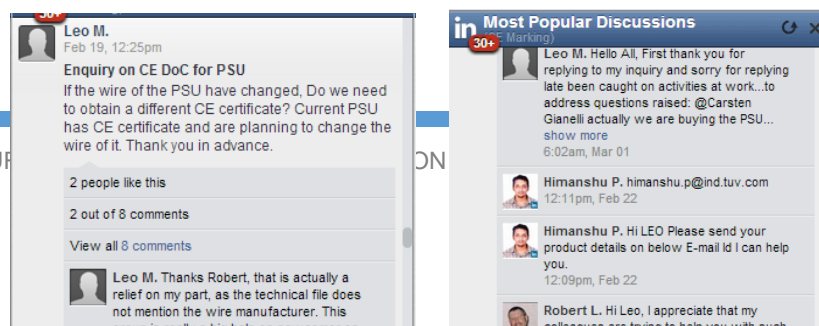 30+
Leo M.
Feb 19, 12:25pm
Enquiry on CE DoC for PSU
If the wire of the PSU have changed, Do we need
to obtain a different CE certificate? Current PSU
has CE certificate and are planning to change the
wire of it. Thank you in advance.
2 people like this
2 out of 8 comments
View all 8 comments
Leo M. Thanks Robert, that is actually a
relief on my part, as the technical file does
not mention the wire manufacturer. This
ON
in
30+
Most Popular Discussions
(CE Marking)
Leo M. Hello All, First thank you for
replying to my inquiry and sorry for replying
late been caught on activities at work...to
address questions raised: @Carsten
Gianelli actually we are buying the PSU...
show more
6:02am, Mar 01
Himanshu P. himanshu.p@ind.tuv.com
12:11pm, Feb 22
Himanshu P. Hi LEO Please send your
product details on below E-mail Id I can help
you.
12:09pm, Feb 22
Robert L. Hi Leo, I appreciate that my
colleagues are trying to help you with such